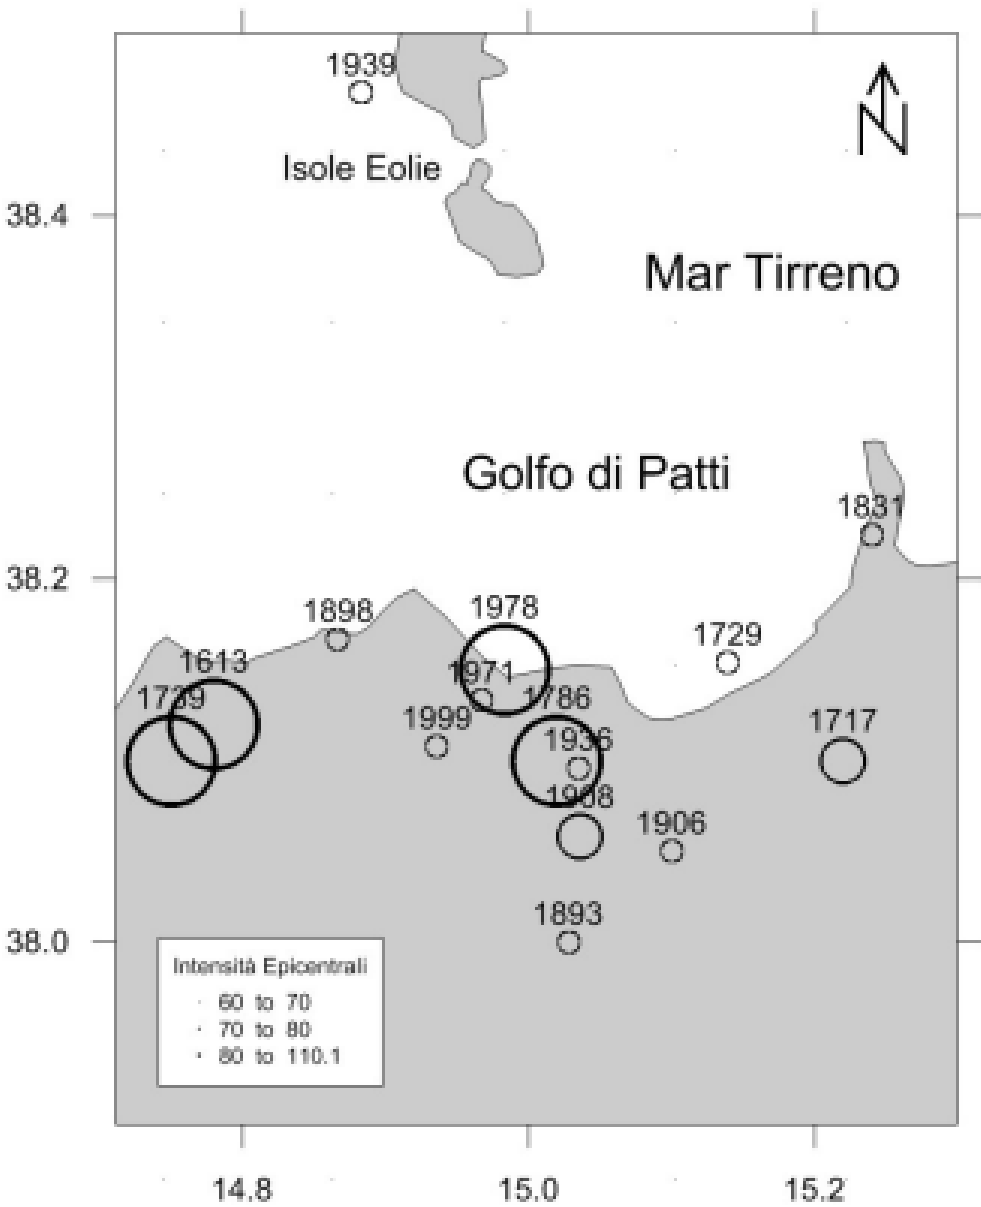 1939
Isole Eolie
38.4
Mar Tirreno
Golfo di Patti
1831
38.2
1898
1978
1729
1613
1971
1739
1786
1999
1717
1936
1908
1906
1893
38.0
Intensità Epicentrali
60 to 70
70 to 80
80 to 110.1
14.8
15.0
15.2
N